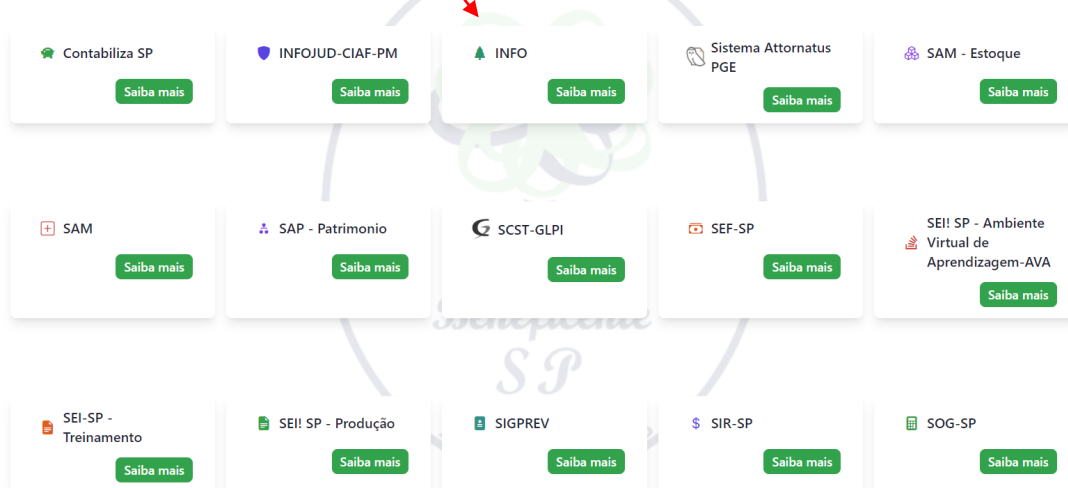 Contabiliza SP
Saiba mais
INFOJUD-CIAF-PM
Saiba mais
INFO
Saiba mais
Sistema Attornatus
PGE
Saiba mais
SAM - Estoque
Saiba mais
SAM
Saiba mais
SAP - Patrimonio
Saiba mais
SCST-GLPI
Saiba mais
SEF-SP
Saiba mais
SEI! SP - Ambiente
Virtual de
Aprendizagem-AVA
Saiba mais
Beneficente
SP
SEI-SP -
Treinamento
Saiba mais
SEI! SP - Produção
Saiba mais
SIGPREV
Saiba mais
$ SIR-SP
Saiba mais
SOG-SP
Saiba mais